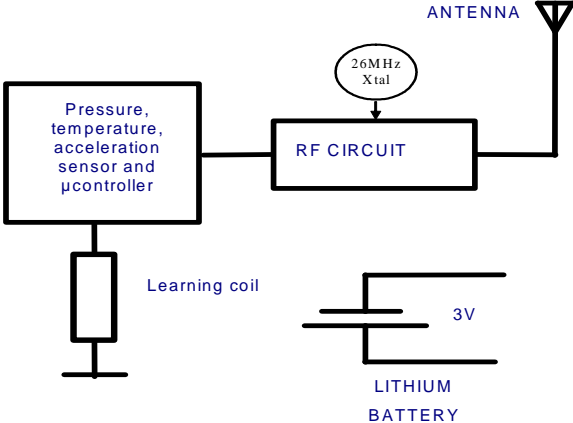 ANTENNA
26MHz
Xtal
Pressure,
temperature,
acceleration
sensor and
µcontroller
RF CIRCUIT
Learning coil
3V
LITHIUM
BATTERY